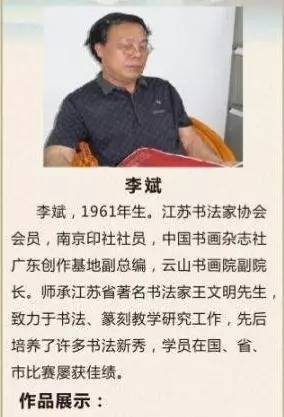 李斌
李斌，1961年生。江苏书法家协会
会员，南京印社社员，中国书画杂志社
广东创作基地副总编，云山书画院副院
长。师承江苏省著名书法家王文明先生，
致力于书法、篆刻教学研究工作，先后
培养了许多书法新秀，学员在国、省、
市比赛屡获佳绩。
作品展示：